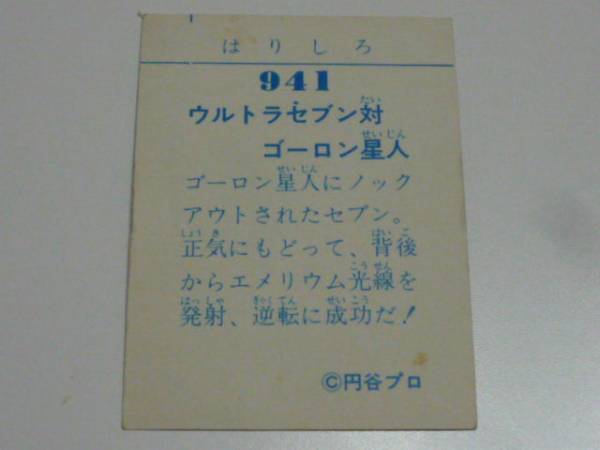 はりしろ
941
ウルトラセブン対
ゴーロン星人
ゴーロン星人にノック
アウトされたセブン。
正気にもどって、背後
からエメリウム光線を
発射、逆転に成功だ!
©円谷プロ